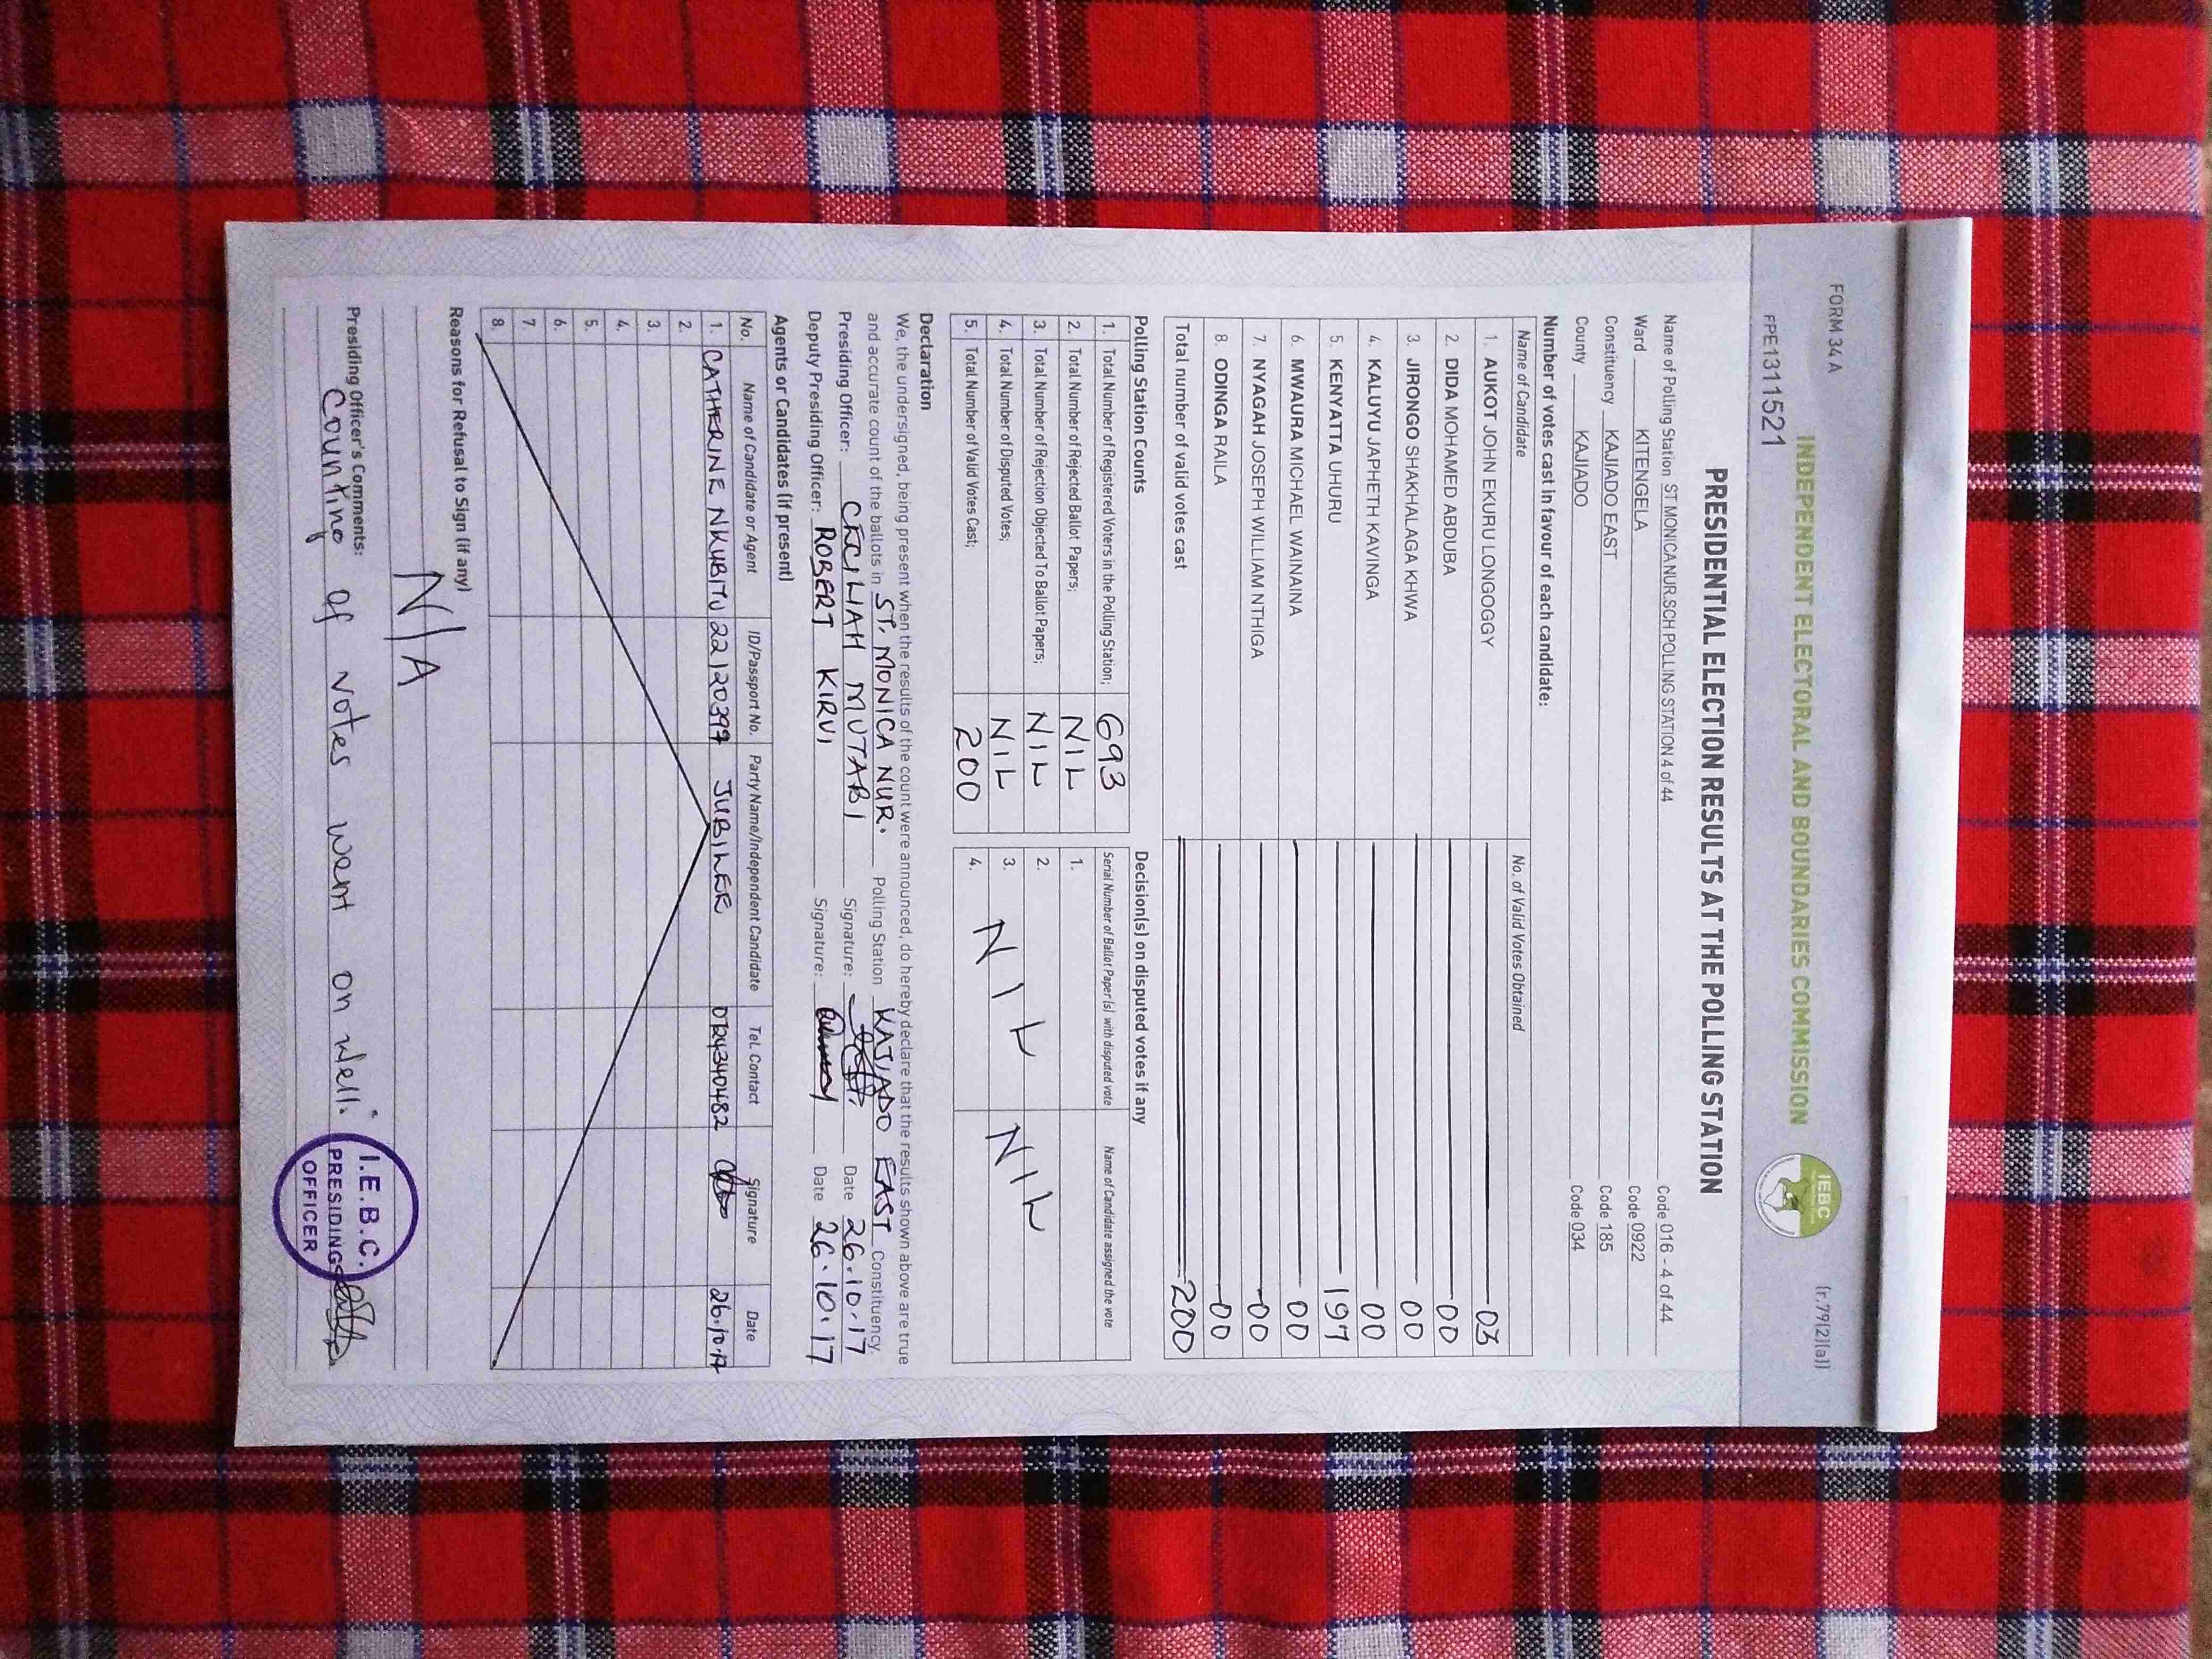 FORM 34A (r.79(2)(a))
INDEPENDENT ELECTORAL AND BOUNDARIES COMMISSION
IEBC
FPE1311521
PRESIDENTIAL ELECTION RESULTS AT THE POLLING STATION
Name of Polling Station ST MONICA NUR.SCH POLLING STATION 4 of 44 Code 016 - 4 of 44
Ward KITENGELA Code 0922
Constituency KAJIADO EAST Code 185
County KAJIADO Code 034
Number of votes cast in favour of each candidate:
Name of Candidate No. of Valid Votes Obtained
1. AUKOT JOHN EKURU LONGOGGY 03
2. DIDA MOHAMED ABDUBA 00
3. JIRONGO SHAKHALAGA KHWA 00
4. KALUYU JAPHETH KAVINGA 00
5. KENYATTA UHURU 197
6. MWAURA MICHAEL WAINAINA 00
7. NYAGAH JOSEPH WILLIAM NTHIGA 00
8. ODINGA RAILA 00
Total number of valid votes cast 200
Polling Station Counts Decision(s) on disputed votes if any
1. Total Number of Registered Voters in the Polling Station; 693 Serial Number of Ballot Paper (s) with disputed vote Name of Candidate assigned the vote
2. Total Number of Rejected Ballot Papers; NIL 1.
3. Total Number of Rejection Objected To Ballot Papers; NIL 2.
4. Total Number of Disputed Votes; NIL 3. NIL NIL
5. Total Number of Valid Votes Cast; 200 4.
Declaration
We, the undersigned, being present when the results of the count were announced, do hereby declare that the results shown above are true
and accurate count of the ballots in ST. MONICA NUR. Polling Station KAJIADO EAST Constituency.
Presiding Officer: CECILIAH MUTABI Signature: Date 26.10.17
Deputy Presiding Officer: ROBERT KIRUI Signature: Date 26.10.17
Agents or Candidates (if present)
No. Name of Candidate or Agent ID/Passport No. Party Name/Independent Candidate Tel. Contact Signature Date
1. CATHERINE NKUBITU 22120397 JUBILEE 0724340482 26.10.17
2.
3.
4.
5.
6.
7.
8.
Reasons for Refusal to Sign (if any)
N/A
Presiding Officer's Comments:
Counting of votes went on well.
I.E.B.C.
PRESIDING
OFFICER